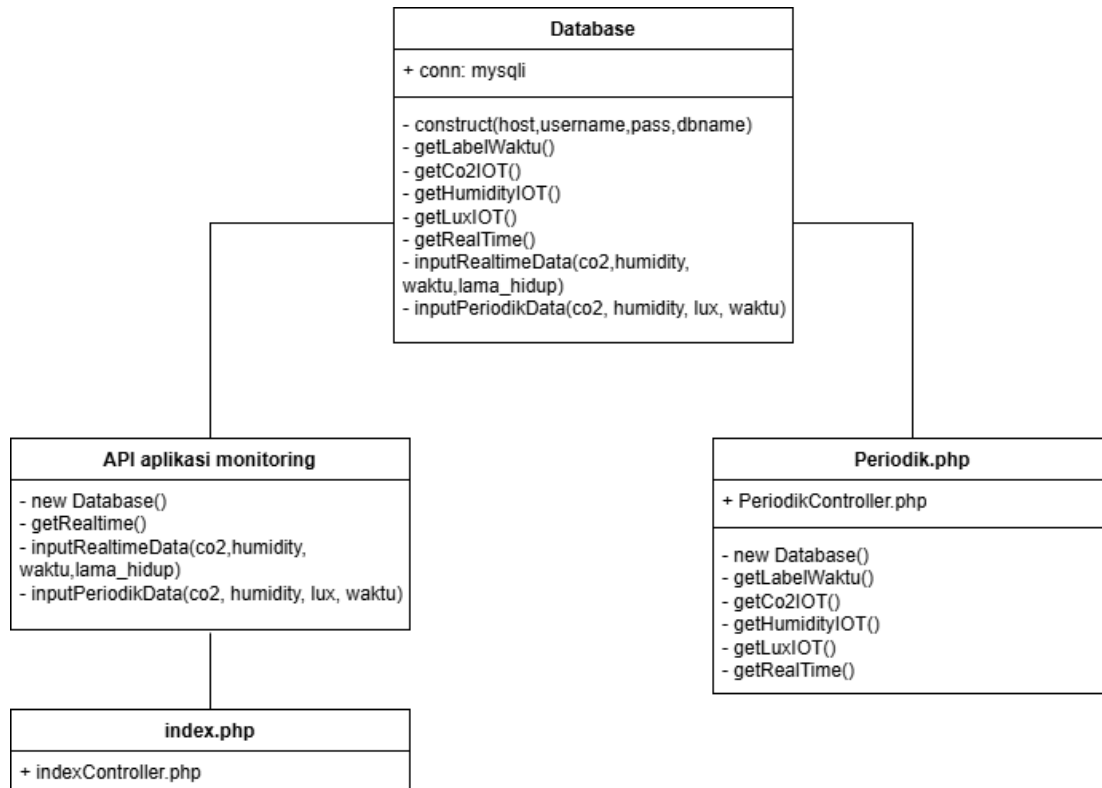 Database
+ conn: mysqli
- construct(host,username,pass,dbname)
- getLabelWaktu()
- getCo2IOT()
- getHumidityIOT()
- getLuxIOT()
- getRealTime()
- inputRealtimeData(co2,humidity,
waktu,lama_hidup)
- inputPeriodikData(co2, humidity, lux, waktu)
API aplikasi monitoring
- new Database()
- getRealtime()
- inputRealtimeData(co2,humidity,
waktu,lama_hidup)
- inputPeriodikData(co2, humidity, lux, waktu)
Periodik.php
+ PeriodikController.php
- new Database()
- getLabelWaktu()
- getCo2IOT()
- getHumidityIOT()
- getLuxIOT()
- getRealTime()
index.php
+ indexController.php